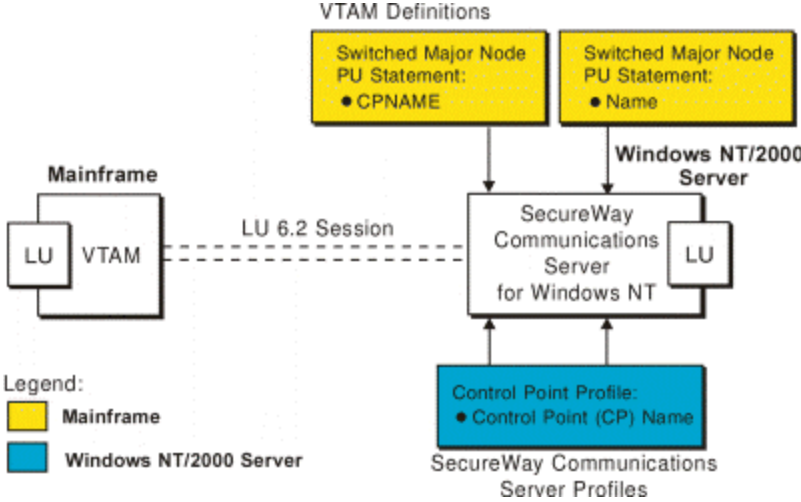 VTAM Definitions
Switched Major Node
PU Statement:
● CPNAME
Switched Major Node
PU Statement:
● Name
Windows NT/2000
Server
Mainframe
LU
VTAM
LU 6.2 Session
SecureWay
Communications
Server
for Windows NT
LU
Legend:
Mainframe
Windows NT/2000 Server
Control Point Profile:
● Control Point (CP) Name
SecureWay Communications
Server Profiles